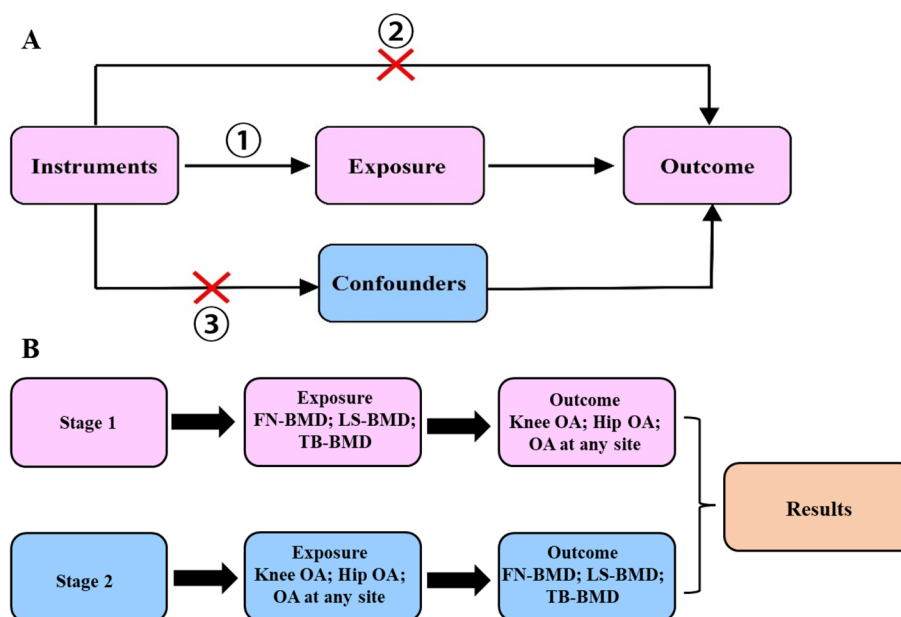 A
②
①
Instruments
Exposure
Outcome
Confounders
③
B
Stage 1
Exposure
FN-BMD; LS-BMD;
TB-BMD
Outcome
Knee OA; Hip OA;
OA at any site
Results
Stage 2
Exposure
Knee OA; Hip OA;
OA at any site
Outcome
FN-BMD; LS-BMD;
TB-BMD